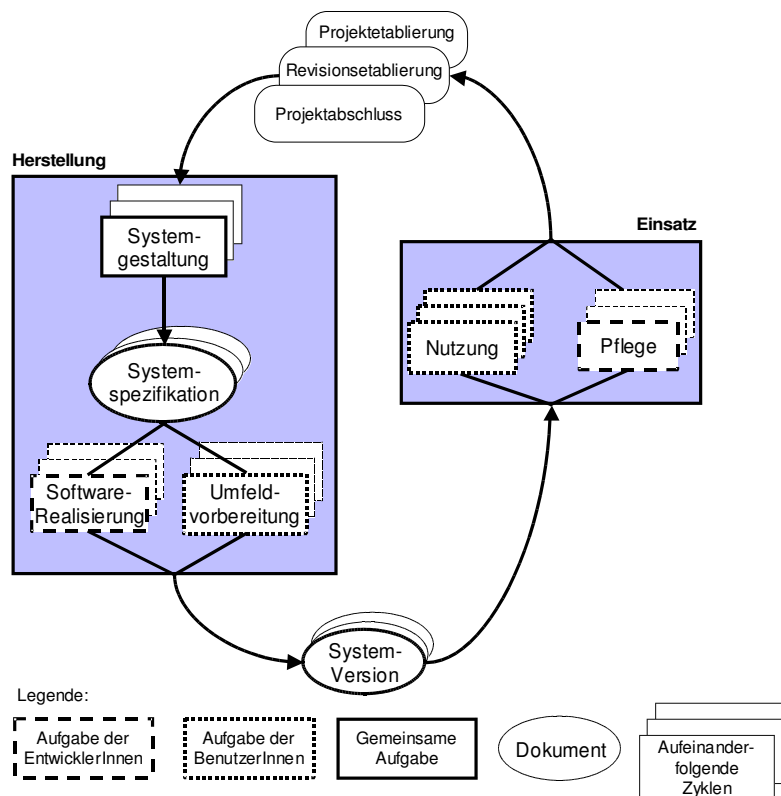 Projektetablierung
Revisionsetablierung
Projektabschluss
Herstellung
System-
gestaltung
System-
spezifikation
Software-
Realisierung
Umfeld-
vorbereitung
Einsatz
Nutzung
Pflege
System-
Version
Legende:
Aufgabe der
EntwicklerInnen
Aufgabe der
BenutzerInnen
Gemeinsame
Aufgabe
Dokument
Aufeinander-
folgende
Zyklen